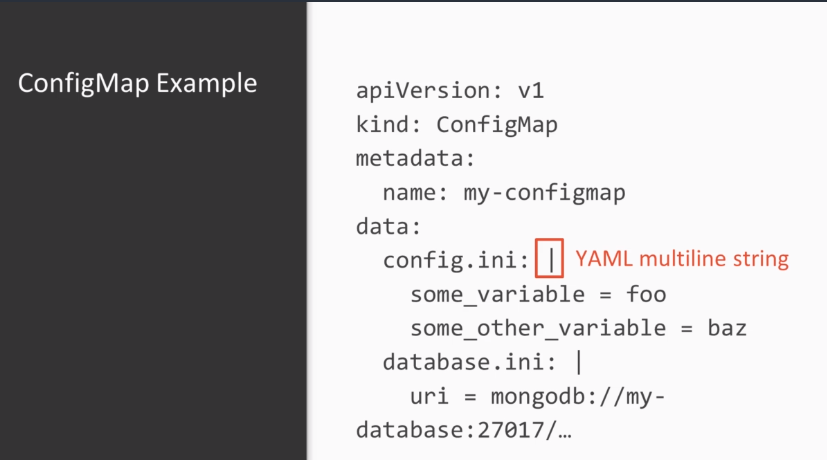 ConfigMap Example
apiVersion: v1
kind: ConfigMap
metadata:
  name: my-configmap
data:
  config.ini: | YAML multiline string
    some_variable = foo
    some_other_variable = baz
  database.ini: |
    uri = mongodb://my-
database:27017/…